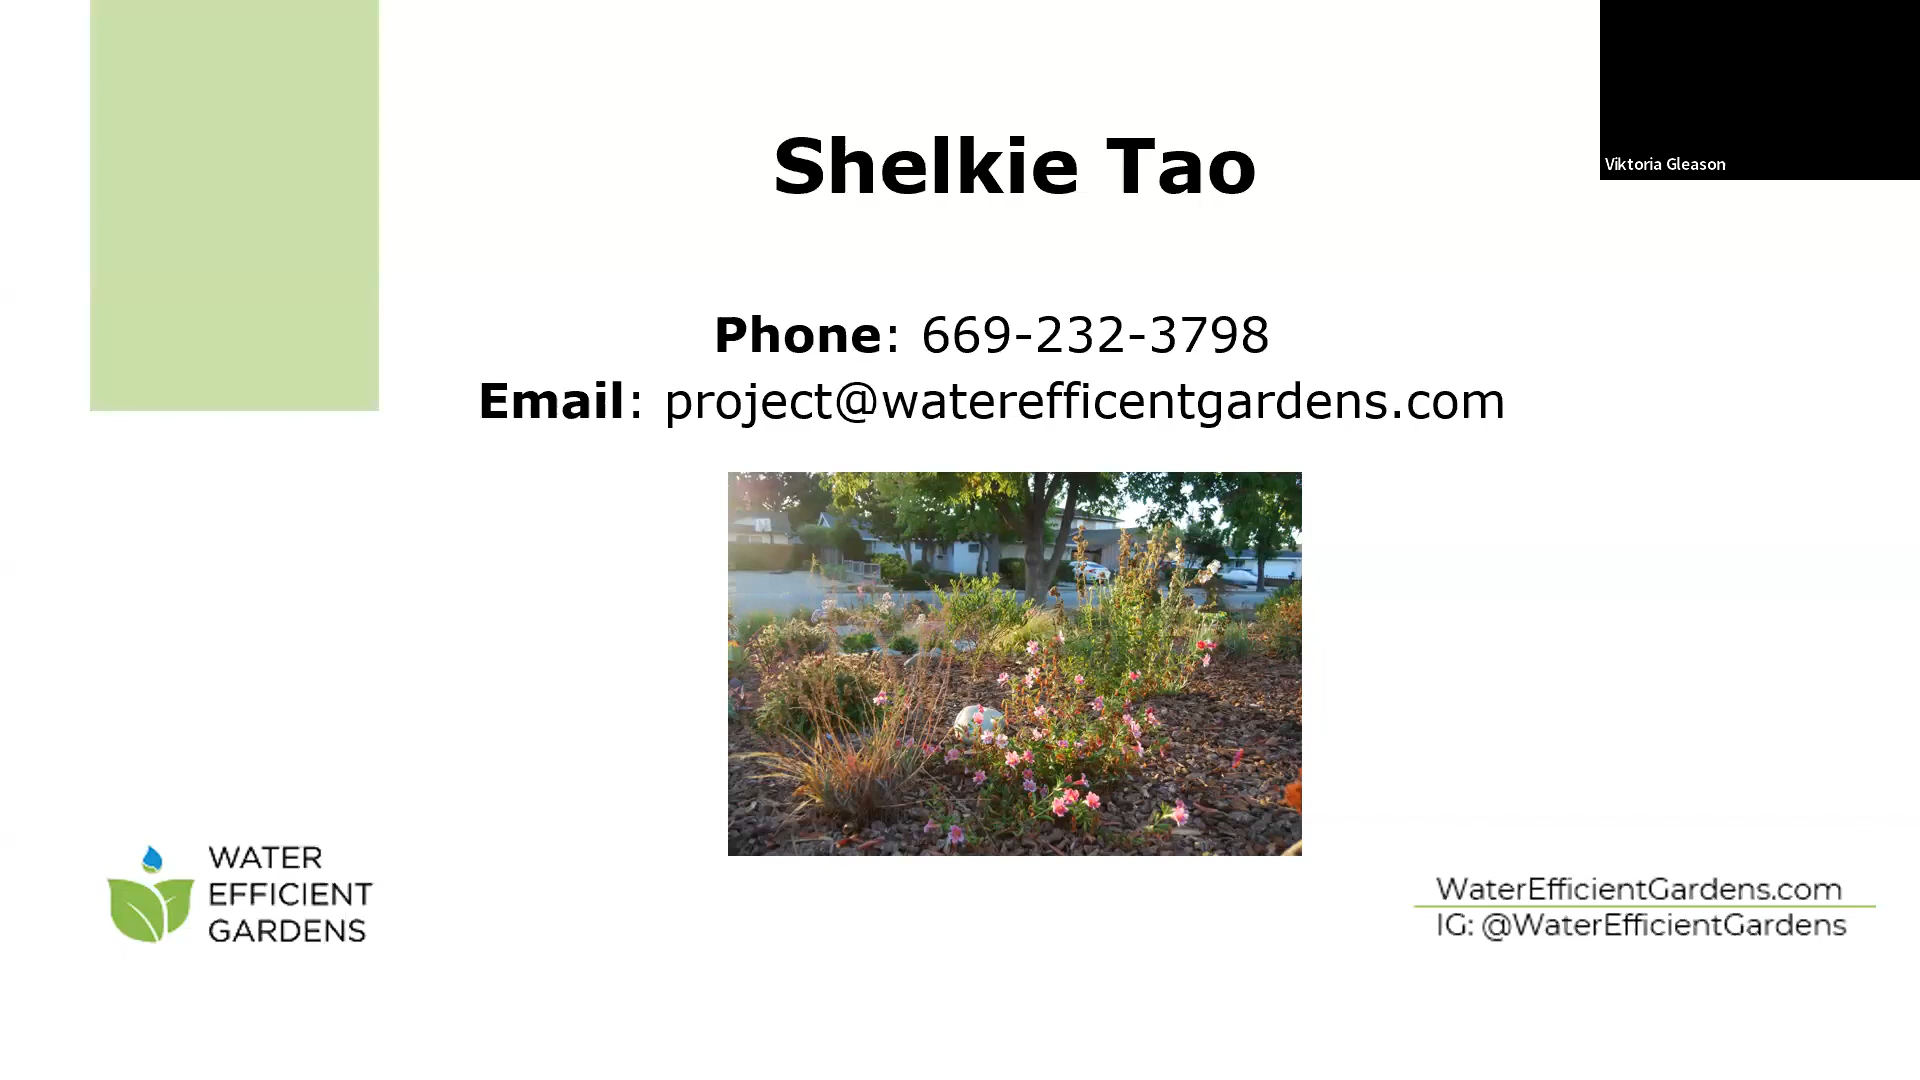 Shelkie Tao
Viktoria Gleason
Phone: 669-232-3798
Email: project@waterefficentgardens.com
WATER
EFFICIENT
GARDENS
WaterEfficientGardens.com
IG: @WaterEfficientGardens